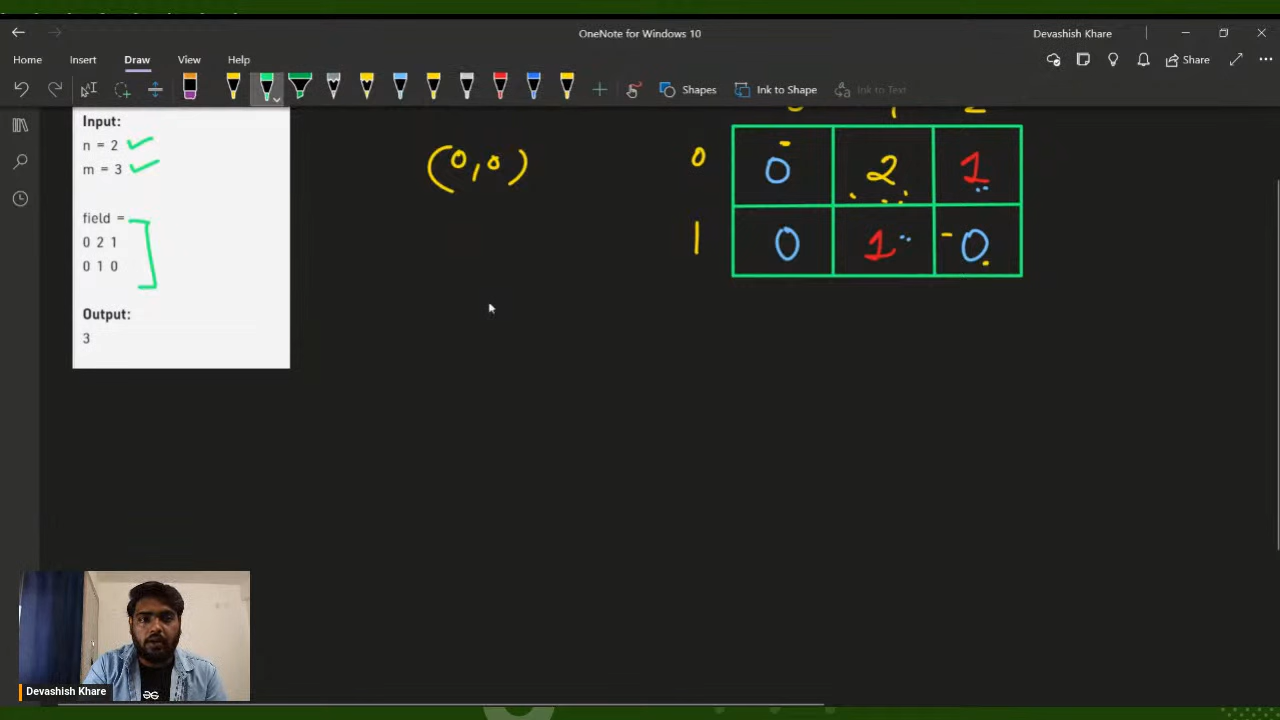 OneNote for Windows 10
Devashish Khare
Home
Insert
Draw
View
Help
Share
Shapes
Ink to Shape
Ink to Text
Input:
n = 2
m = 3
field =
0 2 1
0 1 0
Output:
3
(0,0)
0
0 2 1
1
0 1 0
Devashish Khare